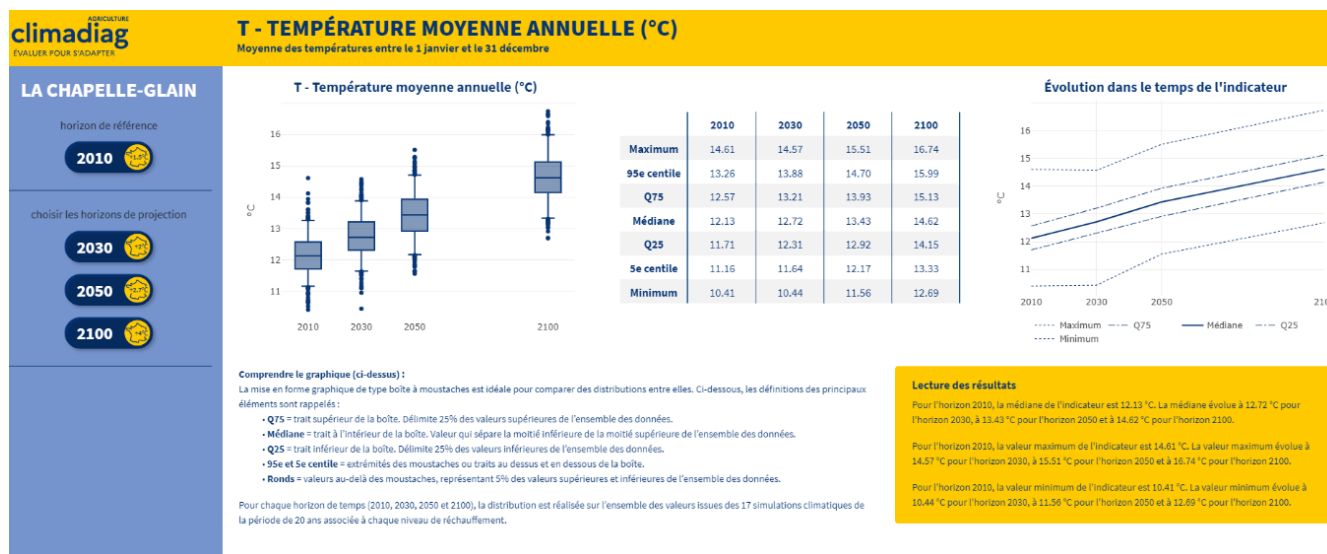 AGRICULTURE
climadiag
ÉVALUER POUR S'ADAPTER
T - TEMPÉRATURE MOYENNE ANNUELLE (°C)
Moyenne des températures entre le 1 janvier et le 31 décembre
LA CHAPELLE-GLAIN
horizon de référence
2010
choisir les horizons de projection
2030
2050
2100
T - Température moyenne annuelle (°C)
16
15
14
13
12
11
°C
2010 2030 2050 2100
2010 2030 2050 2100
Maximum 14.61 14.57 15.51 16.74
95e centile 13.26 13.88 14.70 15.99
Q75 12.57 13.21 13.93 15.13
Médiane 12.13 12.72 13.43 14.62
Q25 11.71 12.31 12.92 14.15
5e centile 11.16 11.64 12.17 13.33
Minimum 10.41 10.44 11.56 12.69
Évolution dans le temps de l'indicateur
16
15
14
13
12
11
°C
2010 2030 2050 210
Maximum Q75 Médiane Q25
Minimum
Comprendre le graphique (ci-dessus) :
La mise en forme graphique de type boîte à moustaches est idéale pour comparer des distributions entre elles. Ci-dessous, les définitions des principaux
éléments sont rappelés :
• Q75 = trait supérieur de la boîte. Délimite 25% des valeurs supérieures de l'ensemble des données.
• Médiane = trait à l'intérieur de la boîte. Valeur qui sépare la moitié inférieure de la moitié supérieure de l'ensemble des données.
• Q25 = trait inférieur de la boîte. Délimite 25% des valeurs inférieures de l'ensemble des données.
• 95e et 5e centile = extrémités des moustaches ou traits au dessus et en dessous de la boîte.
• Ronds = valeurs au-delà des moustaches, représentant 5% des valeurs supérieures et inférieures de l'ensemble des données.
Pour chaque horizon de temps (2010, 2030, 2050 et 2100), la distribution est réalisée sur l'ensemble des valeurs issues des 17 simulations climatiques de
la période de 20 ans associée à chaque niveau de réchauffement.
Lecture des résultats
Pour l'horizon 2010, la médiane de l'indicateur est 12.13 °C. La médiane évolue à 12.72 °C pour
l'horizon 2030, à 13.43 °C pour l'horizon 2050 et à 14.62 °C pour l'horizon 2100.
Pour l'horizon 2010, la valeur maximum de l'indicateur est 14.61 °C. La valeur maximum évolue à
14.57 °C pour l'horizon 2030, à 15.51 °C pour l'horizon 2050 et à 16.74 °C pour l'horizon 2100.
Pour l'horizon 2010, la valeur minimum de l'indicateur est 10.41 °C. La valeur minimum évolue à
10.44 °C pour l'horizon 2030, à 11.56 °C pour l'horizon 2050 et à 12.69 °C pour l'horizon 2100.